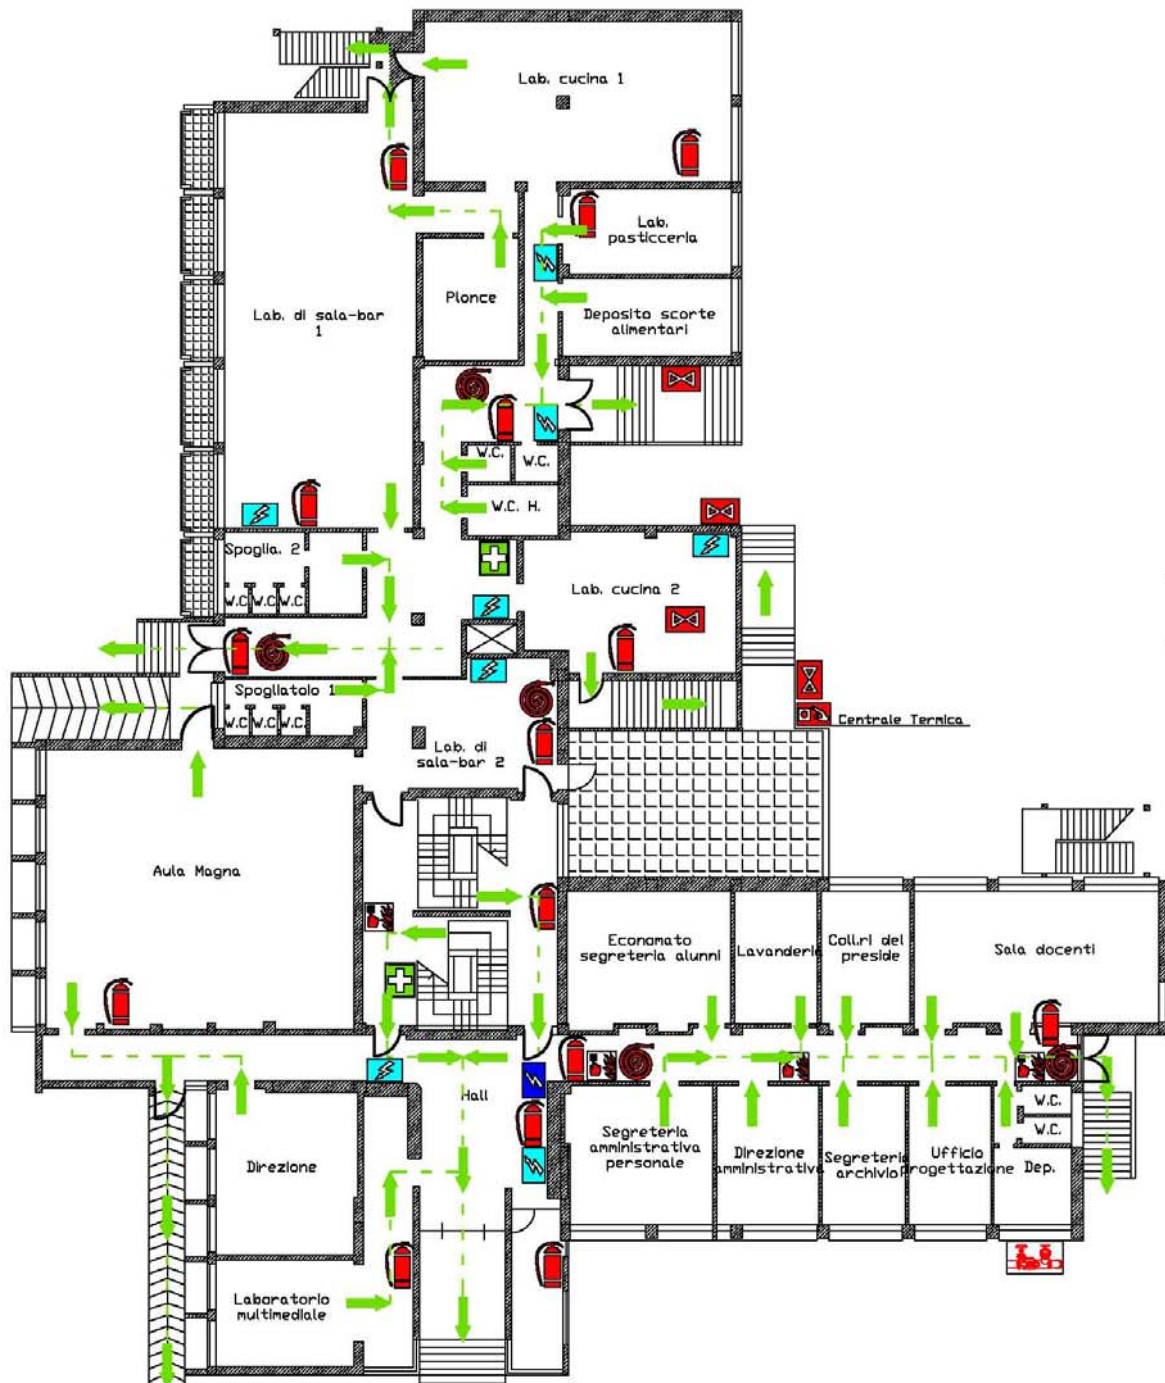 Lab. cucina 1
Lab.
pasticceria
Plonce
Deposito scorte
alimentari
Lab. di sala-bar
1
W.C.
W.C.
W.C. H.
Spoglia. 2
W.C
W.C
W.C
Lab. cucina 2
Spogliatoio 1
W.C
W.C
W.C
Centrale Termica
Lab. di
sala-bar 2
Aula Magna
Economato
segreteria alunni
Lavanderie
Coll.ri del
preside
Sala docenti
Hall
W.C.
W.C.
Segreteria
amministrativa
personale
Direzione
amministrativa
Segreteria
archivio
Ufficio
progettazione
Dep.
Direzione
Laboratorio
multimediale